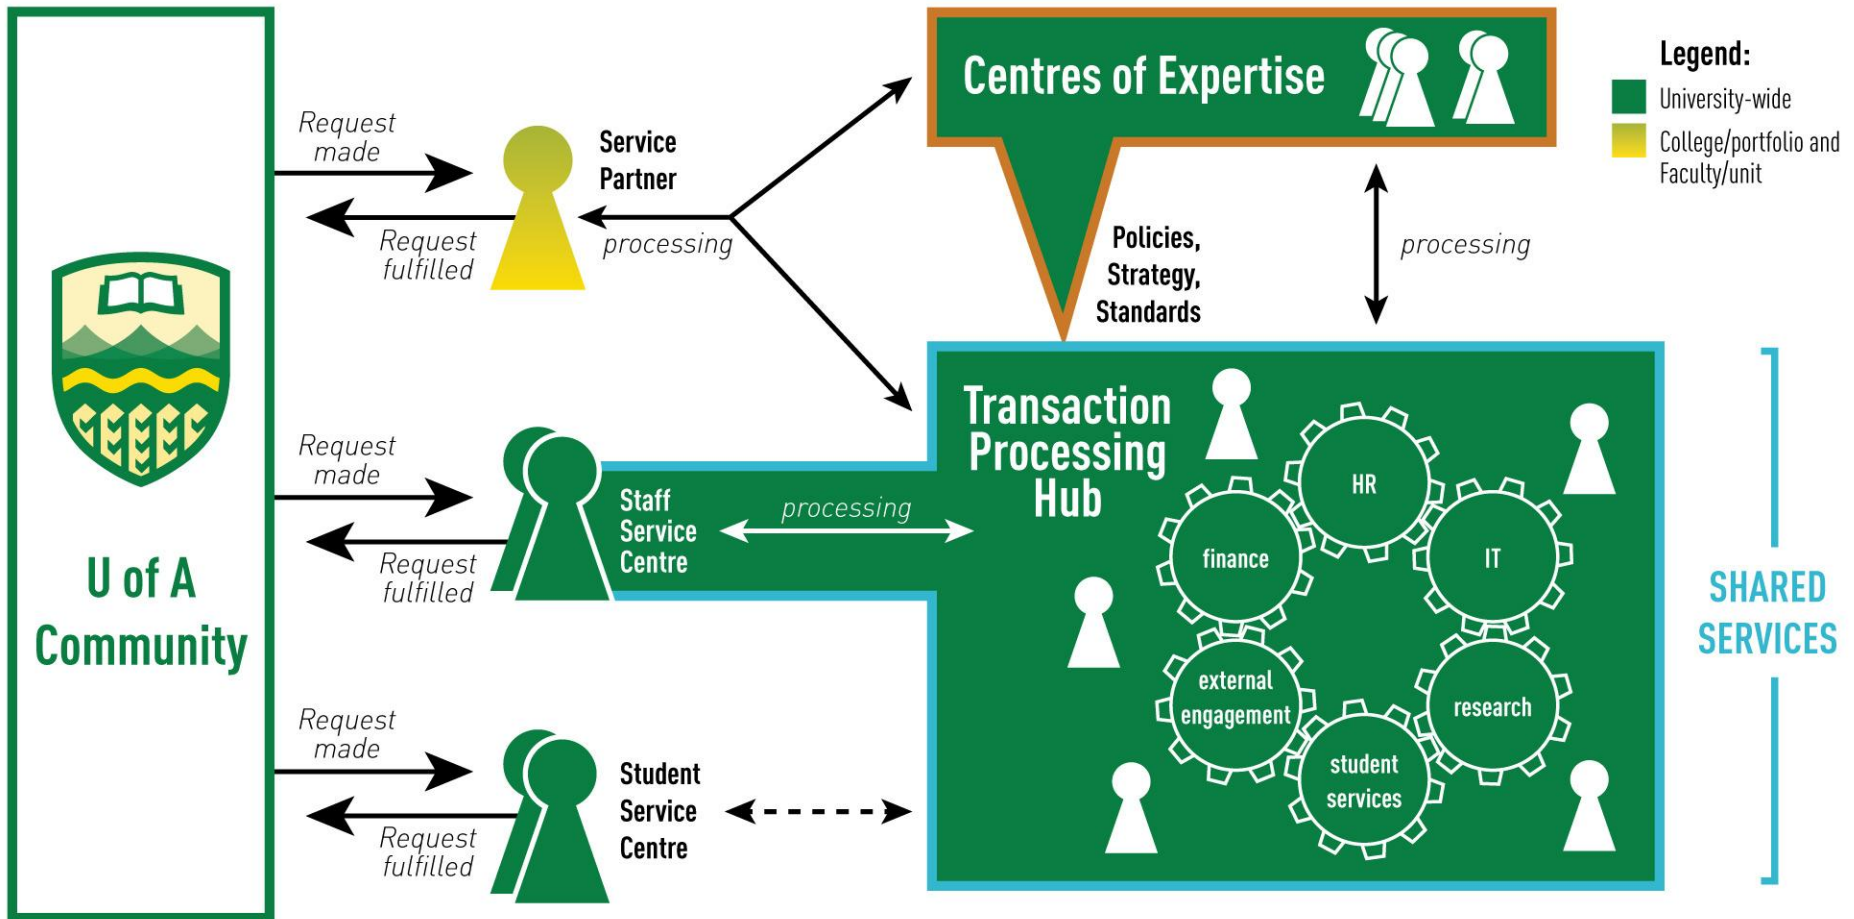 U of A
Community
Request
made
Request
fulfilled
Service
Partner
processing
Centres of Expertise
Legend:
University-wide
College/portfolio and
Faculty/unit
Policies,
Strategy,
Standards
processing
Request
made
Request
fulfilled
Staff
Service
Centre
processing
Transaction
Processing
Hub
HR
finance
IT
external
engagement
research
student
services
SHARED
SERVICES
Request
made
Request
fulfilled
Student
Service
Centre